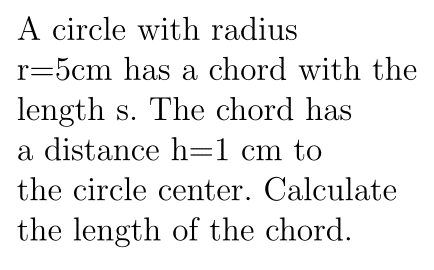 A circle with radius
r=5cm has a chord with the
length s. The chord has
a distance h=1 cm to
the circle center. Calculate
the length of the chord.